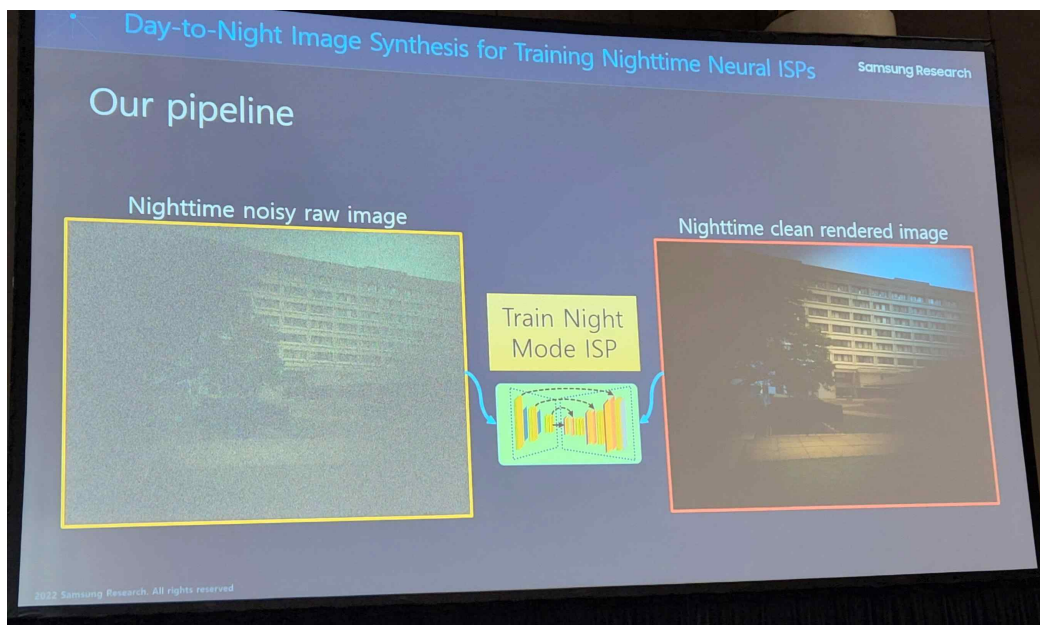 Day-to-Night Image Synthesis for Training Nighttime Neural ISPs
Samsung Research
Our pipeline
Nighttime noisy raw image
Nighttime clean rendered image
Train Night
Mode ISP
2022 Samsung Research. All rights reserved